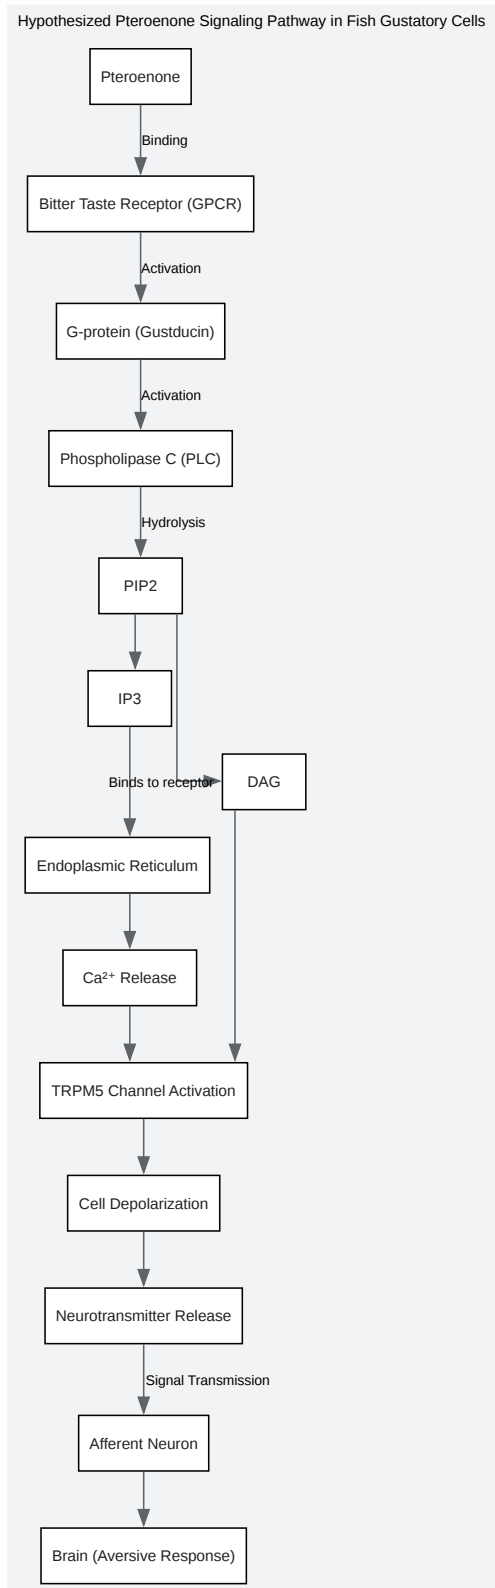 Hypothesized Pteroenone Signaling Pathway in Fish Gustatory Cells
Pteroenone
Binding
Bitter Taste Receptor (GPCR)
Activation
G-protein (Gustducin)
Activation
Phospholipase C (PLC)
Hydrolysis
PIP2
IP3
Binds to receptor
DAG
Endoplasmic Reticulum
Ca²⁺ Release
TRPM5 Channel Activation
Cell Depolarization
Neurotransmitter Release
Signal Transmission
Afferent Neuron
Brain (Aversive Response)